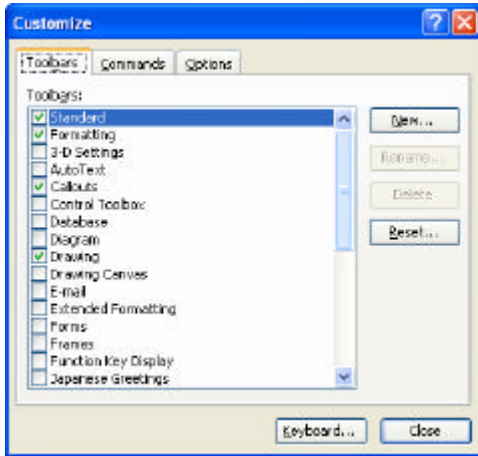 Customize
Toolbars Commands Options
Toolbars:
Standard New...
Formatting
3-D Settings Rename...
AutoText
Callouts Delete
Control Toolbox
Database Reset...
Diagram
Drawing
Drawing Canvas
E-mail
Extended Formatting
Forms
Frames
Function Key Display
Japanese Greetings
Keyboard... Close